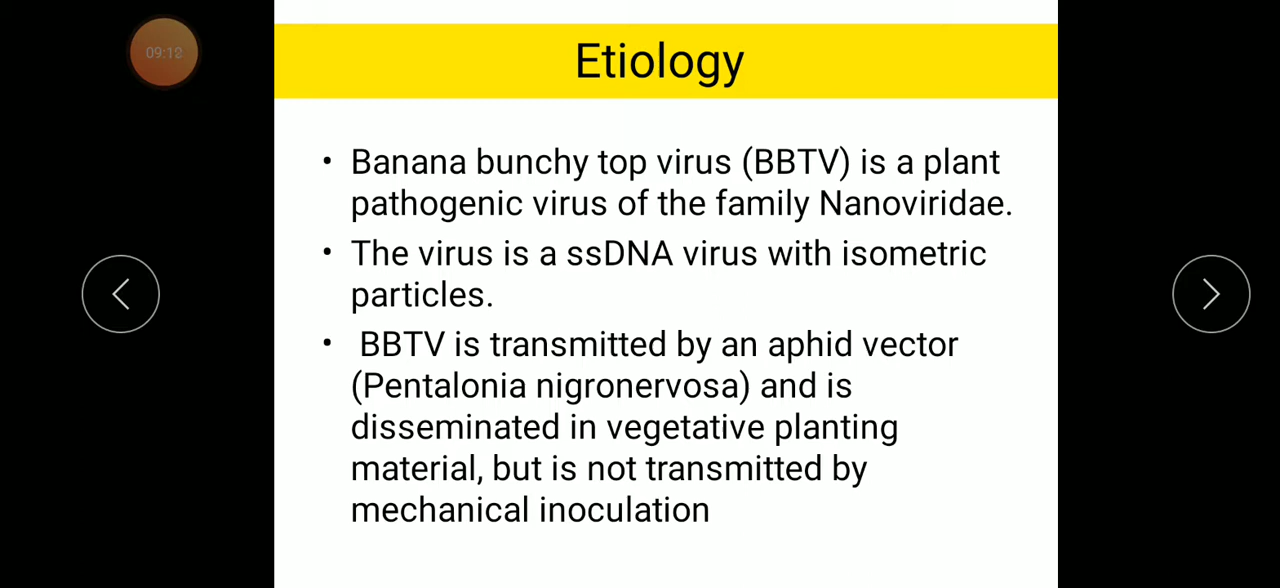 09:12
Etiology
• Banana bunchy top virus (BBTV) is a plant
pathogenic virus of the family Nanoviridae.
• The virus is a ssDNA virus with isometric
particles.
• BBTV is transmitted by an aphid vector
(Pentalonia nigronervosa) and is
disseminated in vegetative planting
material, but is not transmitted by
mechanical inoculation